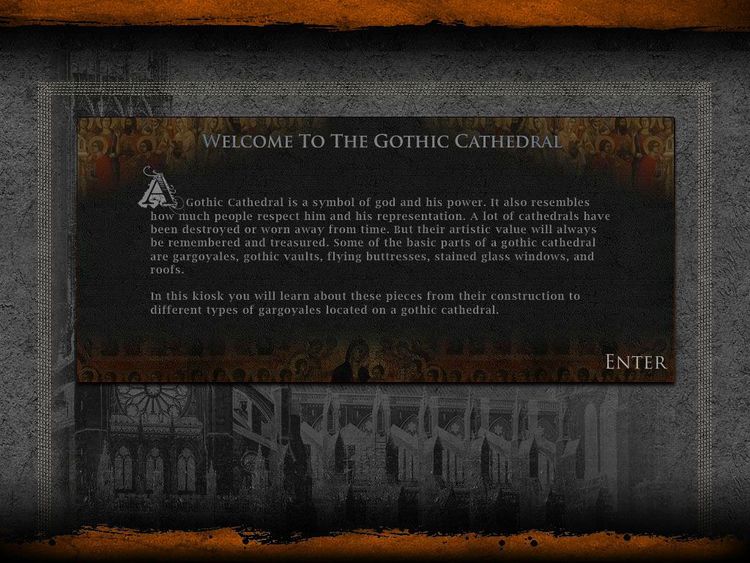 Welcome To The Gothic Cathedral
A Gothic Cathedral is a symbol of god and his power. It also resembles
how much people respect him and his representation. A lot of cathedrals have
been destroyed or worn away from time. But their artistic value will always
be remembered and treasured. Some of the basic parts of a gothic cathedral
are gargoyales, gothic vaults, flying buttresses, stained glass windows, and
roofs.
In this kiosk you will learn about these pieces from their construction to
different types of gargoyales located on a gothic cathedral.
Enter